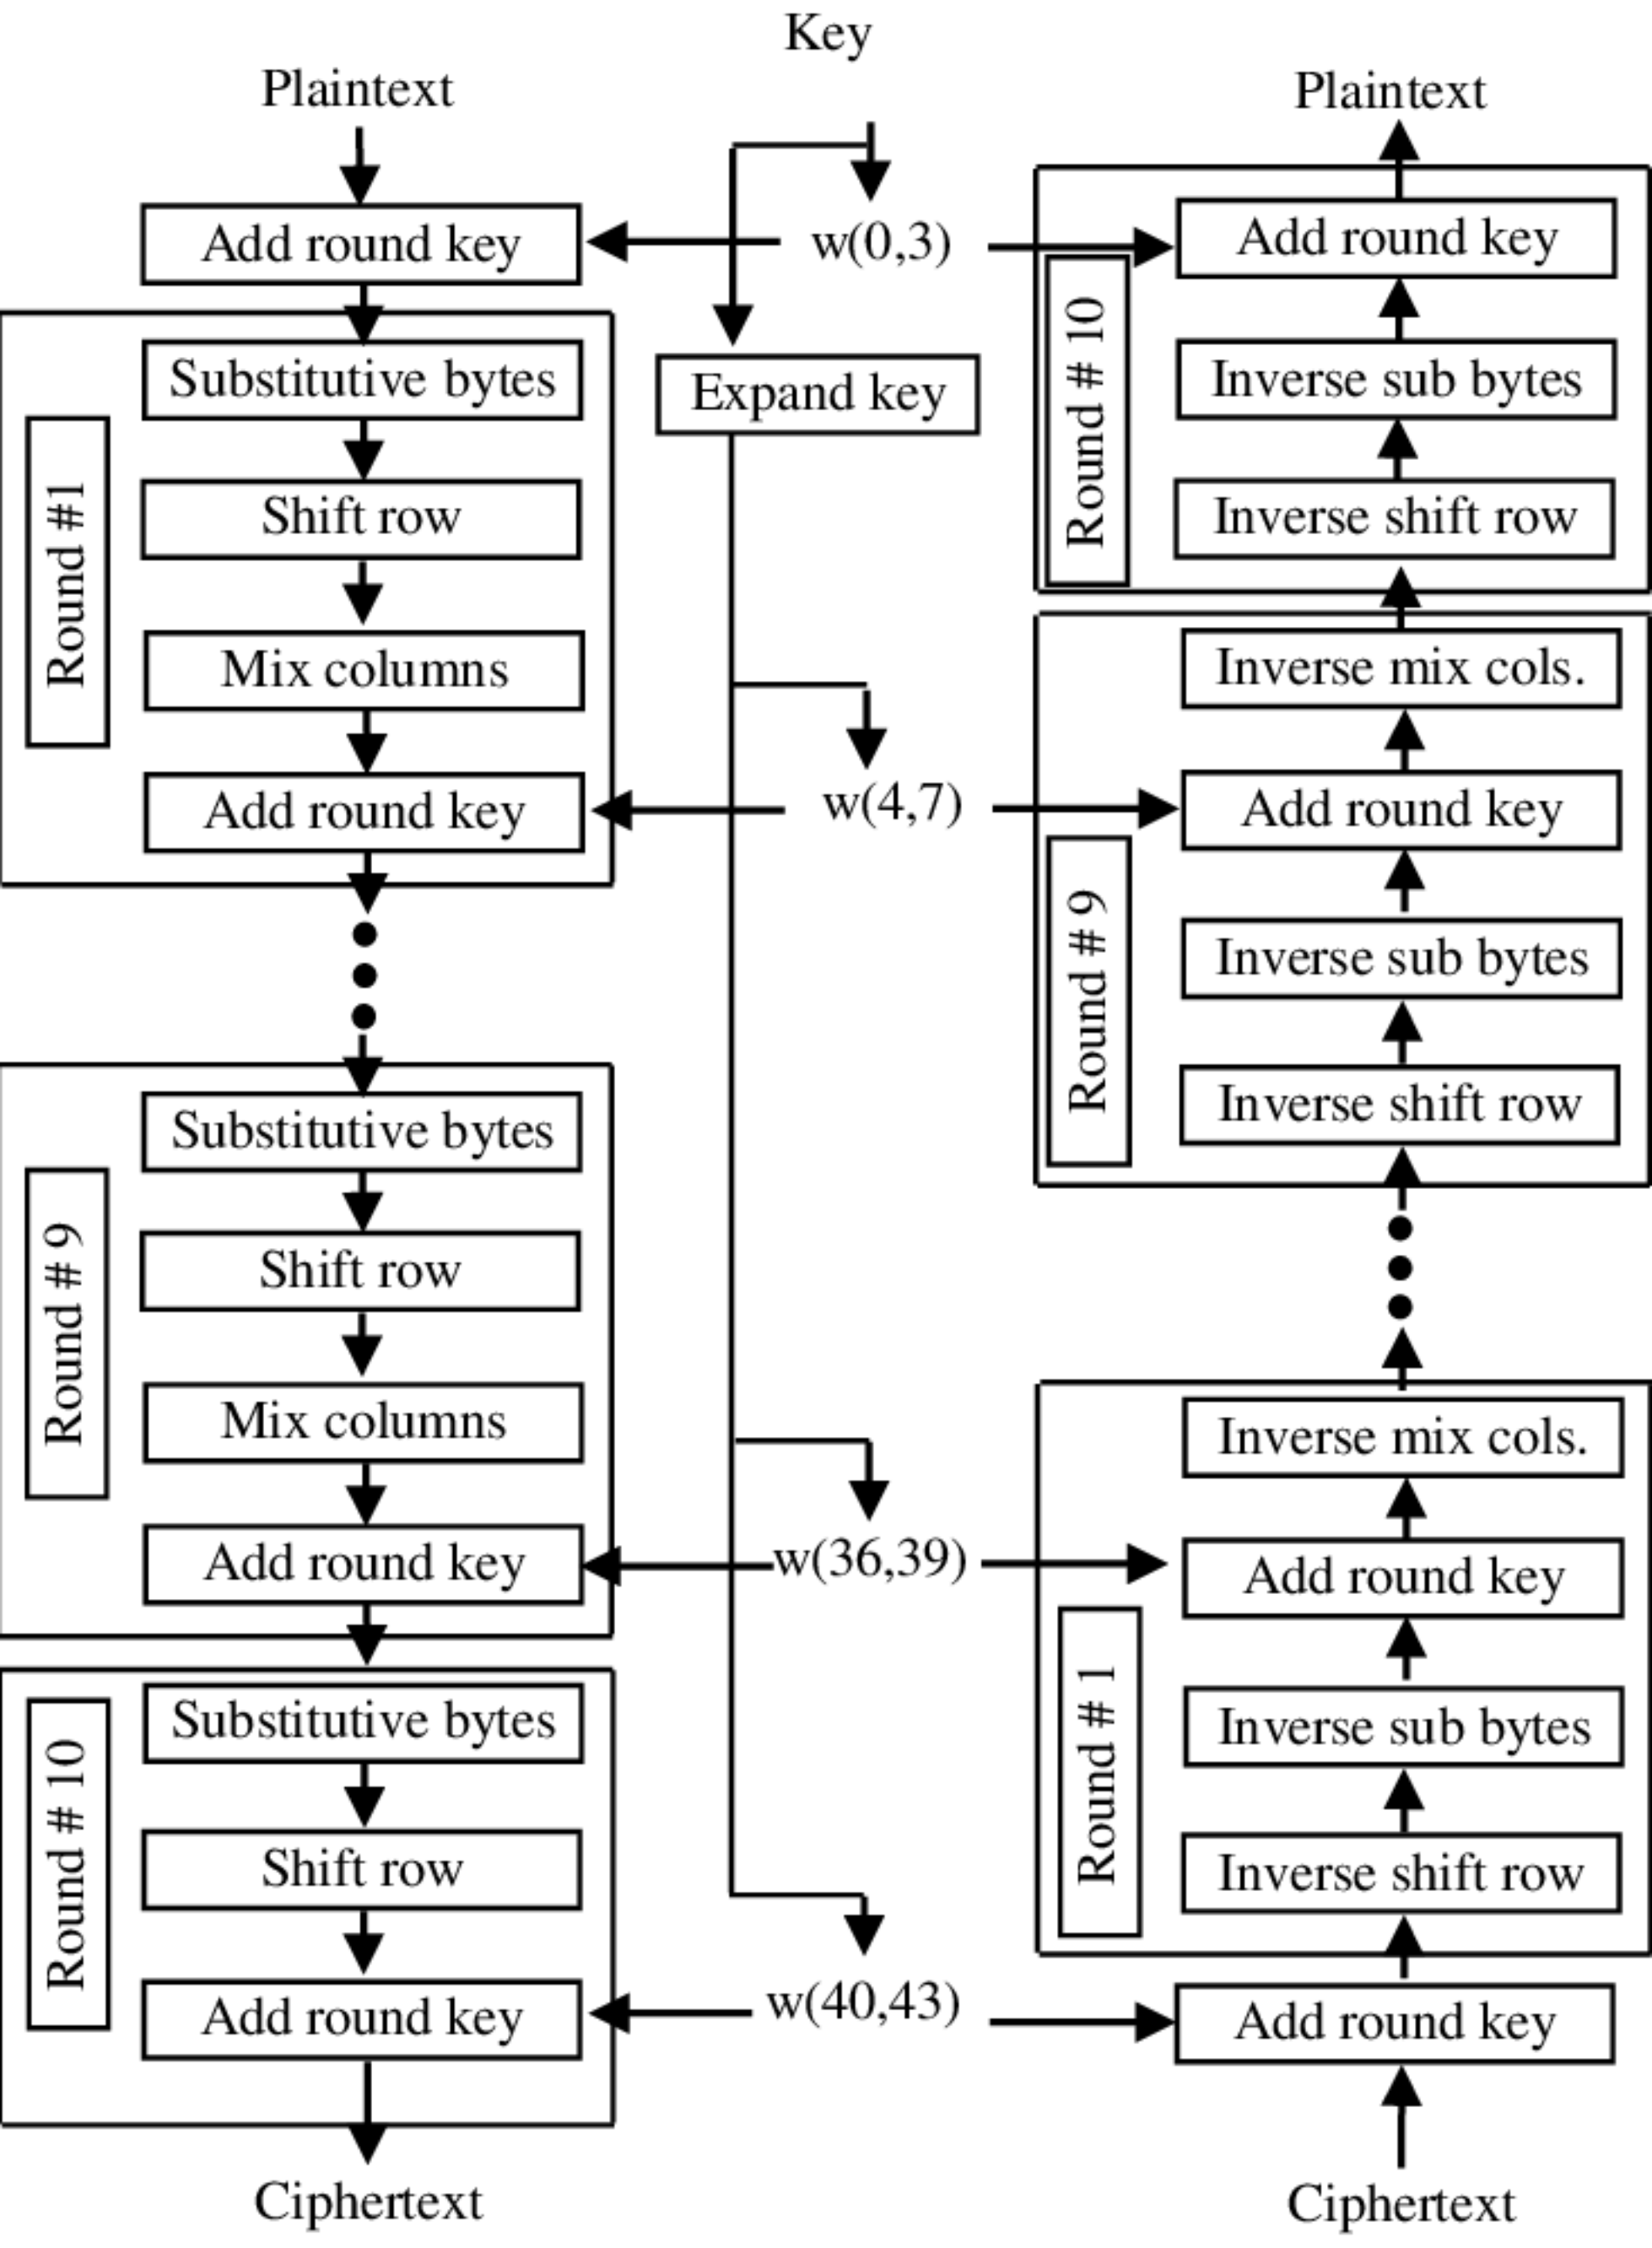 Key
Plaintext
Add round key
Substitutive bytes
Shift row
Mix columns
Add round key
Round #1
Substitutive bytes
Shift row
Mix columns
Add round key
Round # 9
Substitutive bytes
Shift row
Add round key
Round # 10
Ciphertext
w(0,3)
Expand key
w(4,7)
w(36,39)
w(40,43)
Plaintext
Add round key
Inverse sub bytes
Inverse shift row
Round # 10
Inverse mix cols.
Add round key
Inverse sub bytes
Inverse shift row
Round # 9
Inverse mix cols.
Add round key
Inverse sub bytes
Inverse shift row
Round # 1
Add round key
Ciphertext